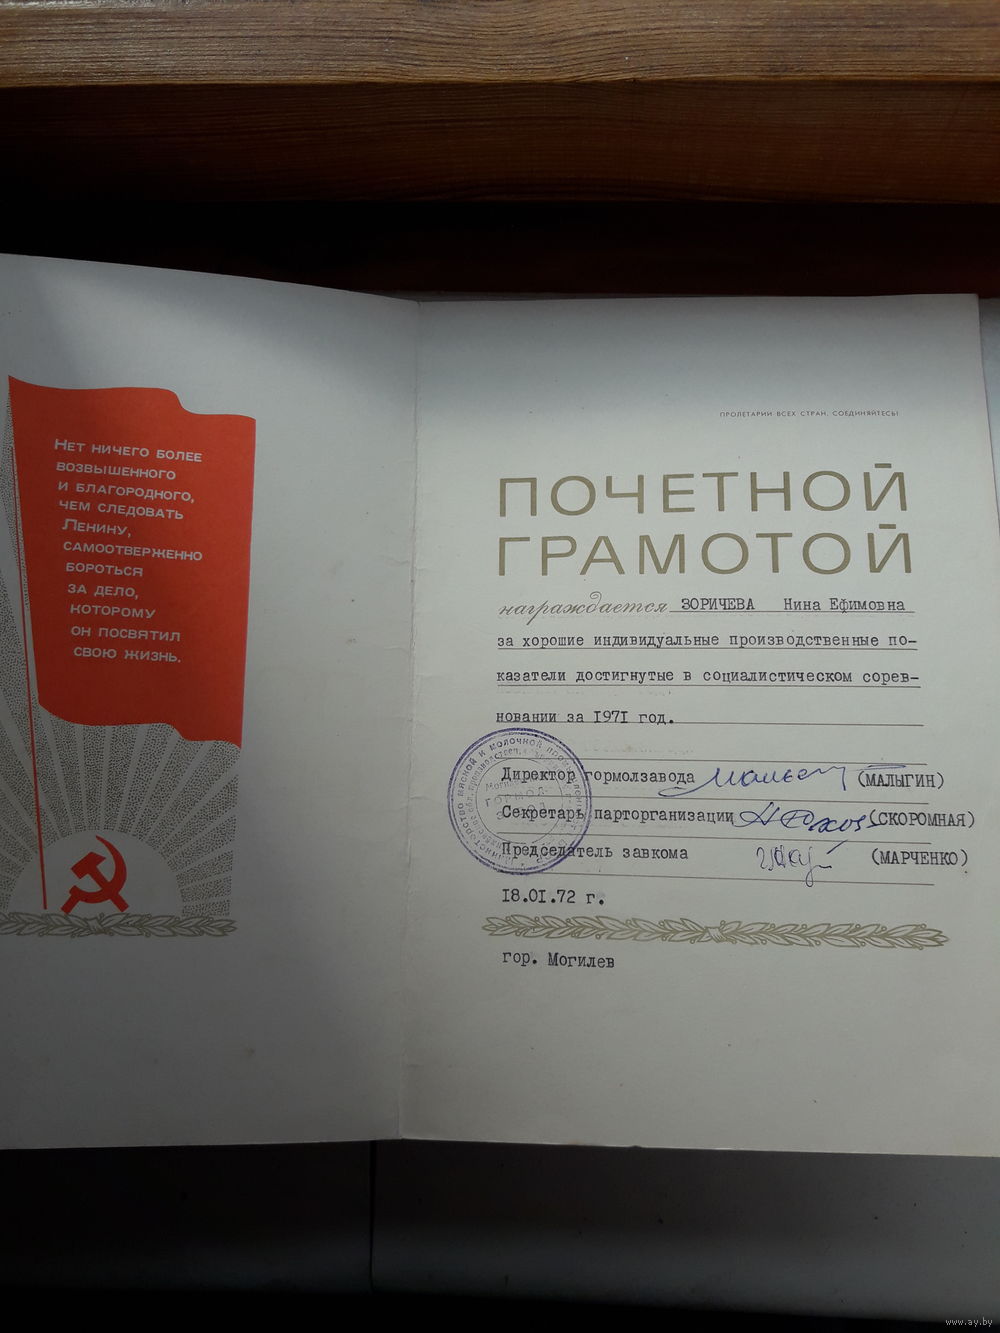 Нет ничего более
возвышенного
и благородного,
чем следовать
Ленину,
самоотверженно
бороться
за дело,
которому
он посвятил
свою жизнь.
ПРОЛЕТАРИИ ВСЕХ СТРАН, СОЕДИНЯЙТЕСЬ!
ПОЧЕТНОЙ
ГРАМОТОЙ
награждается ЗОРИЧЕВА Нина Ефимовна
за хорошие индивидуальные производственные по-
казатели достигнутые в социалистическом сорев-
новании за 1971 год.
Директор гормолзавода (МАЛЫГИН)
Секретарь парторганизации (СКОРОМНАЯ)
Председатель завкома (МАРЧЕНКО)
18.01.72 г.
гор. Могилев
www.ay.by